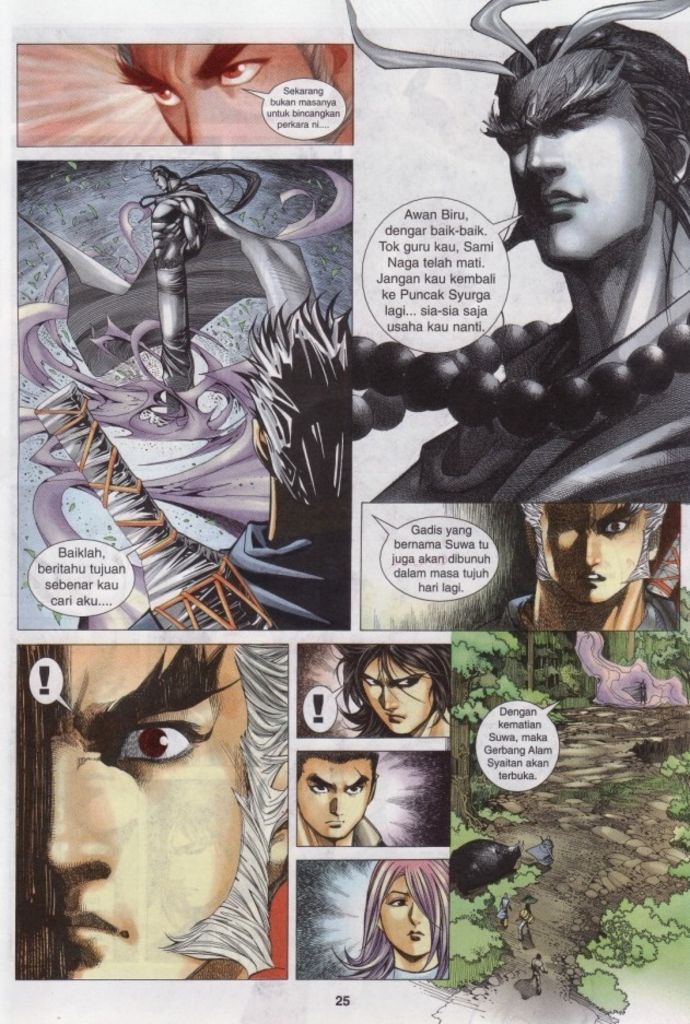 Sekarang
bukan masanya
untuk bincangkan
perkara ni....
Awan Biru,
dengar baik-baik.
Tok guru kau, Sami
Naga telah mati.
Jangan kau kembali
ke Puncak Syurga
lagi... sia-sia saja
usaha kau nanti.
Baiklah,
beritahu tujuan
sebenar kau
cari aku....
Gadis yang
bernama Suwa tu
juga akan dibunuh
dalam masa tujuh
hari lagi.
!
!
Dengan
kematian
Suwa, maka
Gerbang Alam
Syaitan akan
terbuka.
25